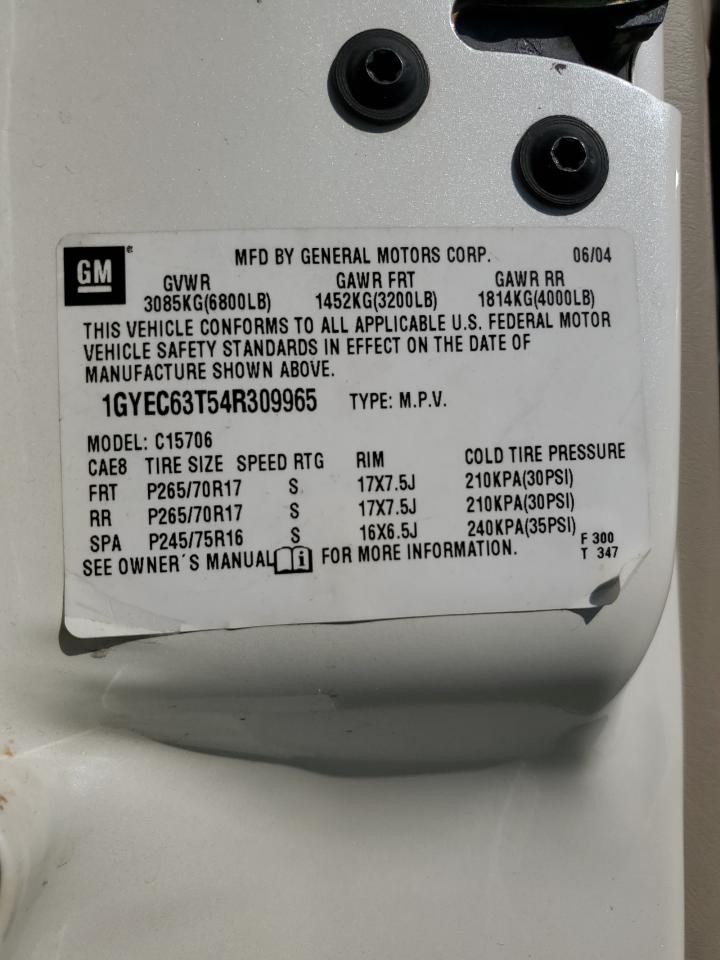 GM® MFD BY GENERAL MOTORS CORP. 06/04
GVWR GAWR FRT GAWR RR
3085KG(6800LB) 1452KG(3200LB) 1814KG(4000LB)
THIS VEHICLE CONFORMS TO ALL APPLICABLE U.S. FEDERAL MOTOR
VEHICLE SAFETY STANDARDS IN EFFECT ON THE DATE OF
MANUFACTURE SHOWN ABOVE.
1GYEC63T54R309965 TYPE: M.P.V.
MODEL: C15706
CAE8 TIRE SIZE SPEED RTG RIM COLD TIRE PRESSURE
FRT P265/70R17 S 17X7.5J 210KPA(30PSI)
RR P265/70R17 S 17X7.5J 210KPA(30PSI)
SPA P245/75R16 S 16X6.5J 240KPA(35PSI)
SEE OWNER´S MANUAL i FOR MORE INFORMATION.
F 300
T 347